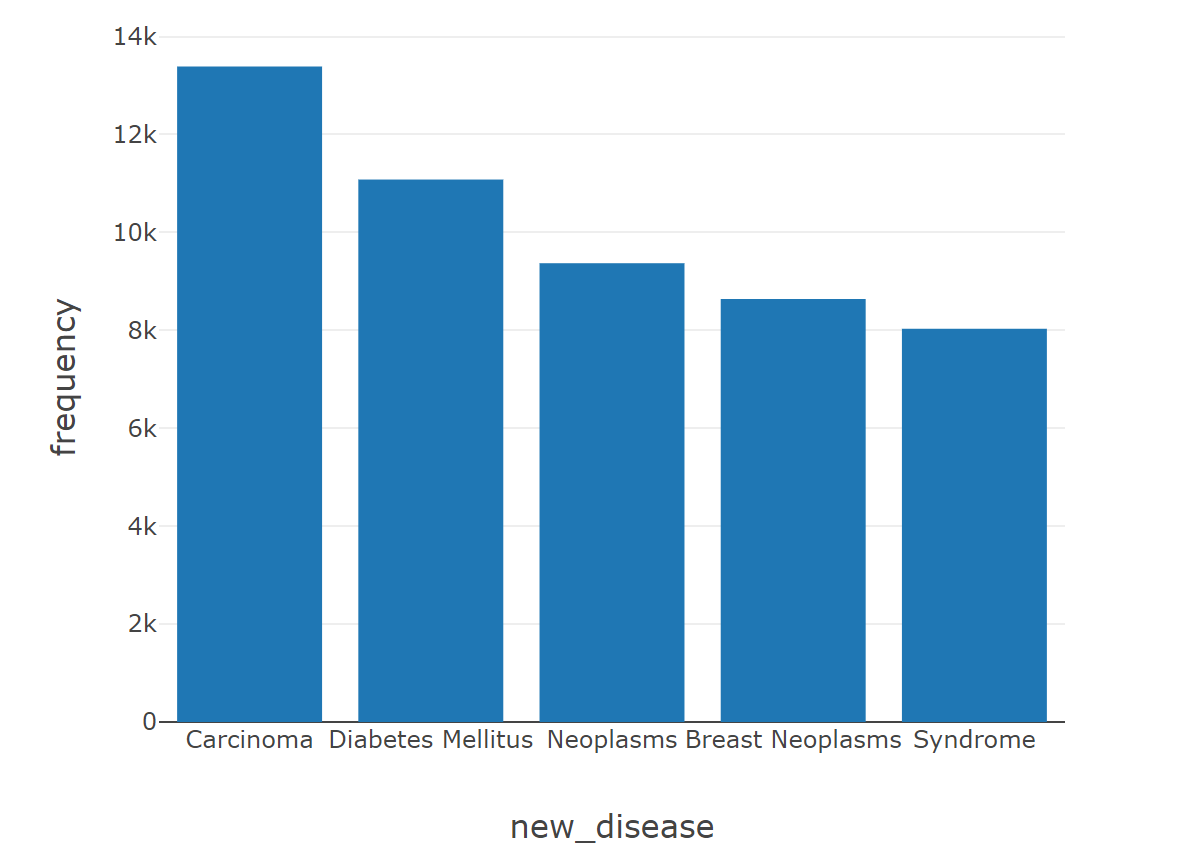 14k
12k
10k
8k
6k
4k
2k
0
frequency
Carcinoma Diabetes Mellitus Neoplasms Breast Neoplasms Syndrome
new_disease